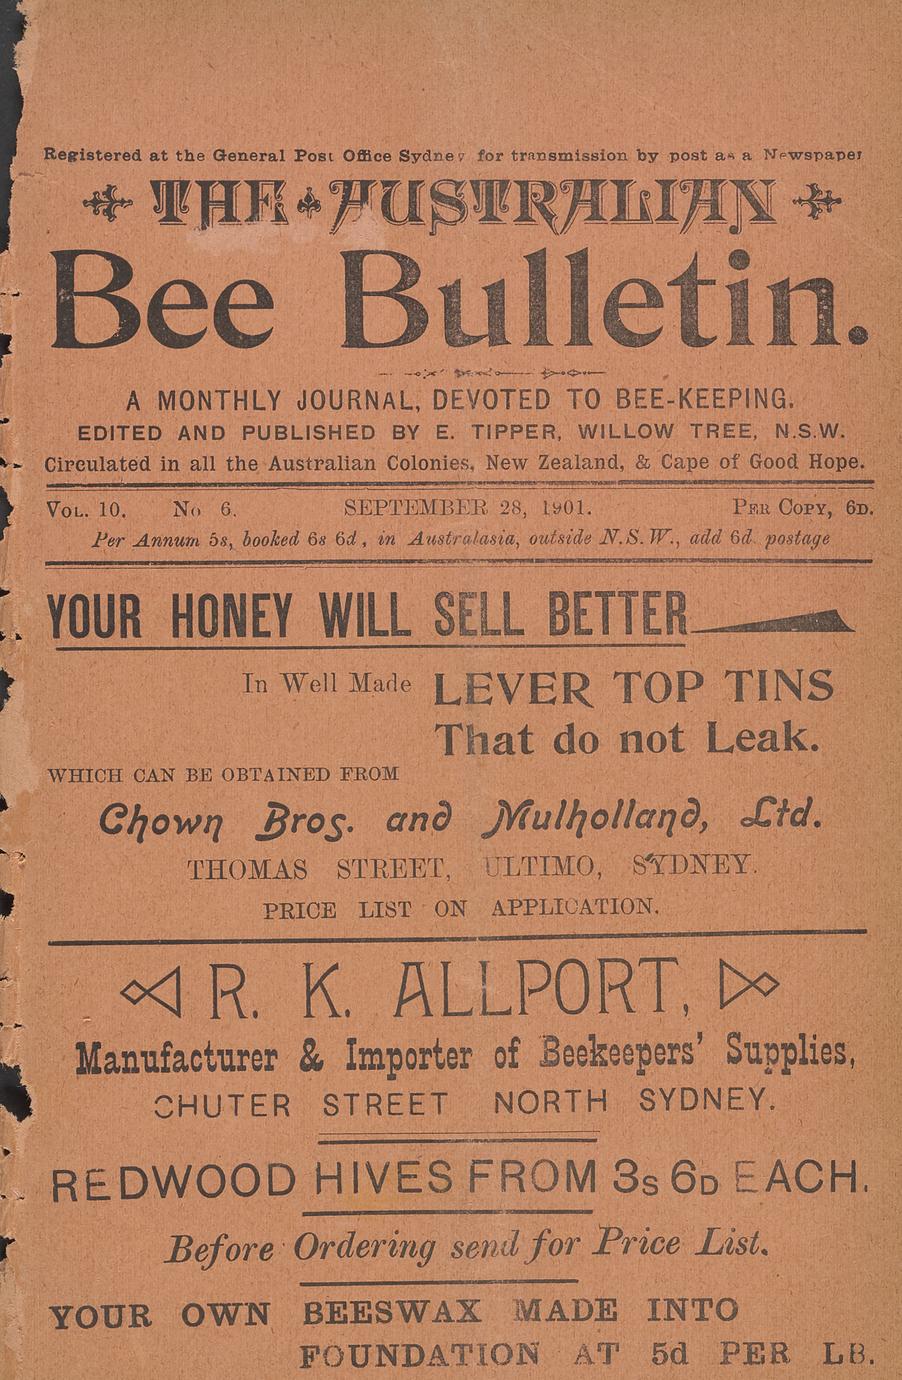 Registered at the General Post Office Sydney for transmission by post as a Newspaper
THE AUSTRALIAN
Bee Bulletin.
A MONTHLY JOURNAL, DEVOTED TO BEE-KEEPING.
EDITED AND PUBLISHED BY E. TIPPER, WILLOW TREE, N.S.W.
Circulated in all the Australian Colonies, New Zealand, & Cape of Good Hope.
VOL. 10. No 6. SEPTEMBER 28, 1901. PER COPY, 6D.
Per Annum 5s, booked 6s 6d, in Australasia, outside N.S.W., add 6d. postage
YOUR HONEY WILL SELL BETTER
In Well Made LEVER TOP TINS
That do not Leak.
WHICH CAN BE OBTAINED FROM
Chown Bros. and Mulholland, Ltd.
THOMAS STREET, ULTIMO, SYDNEY.
PRICE LIST ON APPLICATION.
R. K. ALLPORT,
Manufacturer & Importer of Beekeepers' Supplies,
CHUTER STREET NORTH SYDNEY.
REDWOOD HIVES FROM 3s 6D EACH.
Before Ordering send for Price List.
YOUR OWN BEESWAX MADE INTO
FOUNDATION AT 5d PER LB.